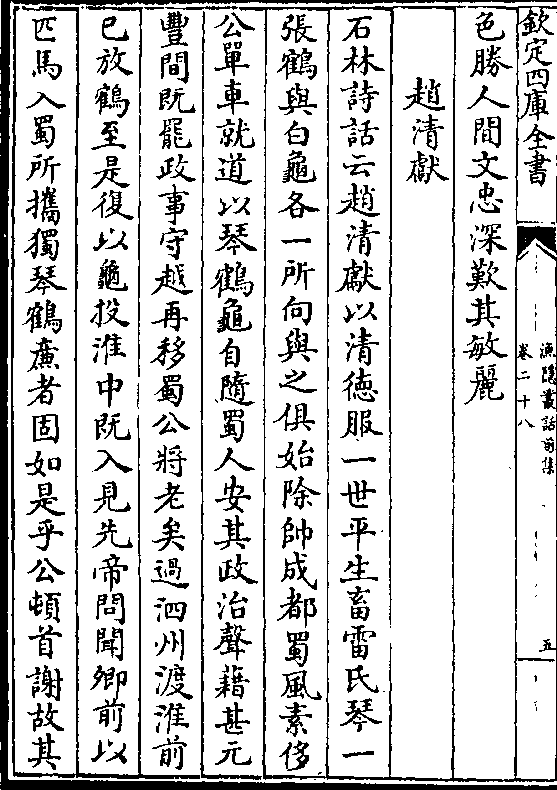 欽定四庫全書
漁隱叢話前集
卷二十八
五
色勝人間文忠深歎其敏麗
趙清獻
石林詩話云趙清獻以清徳服一世平生畜雷氏琴一
張鶴與白龜各一所向與之俱始除帥成都蜀風素侈
公單車就道以琴鶴龜自隨蜀人安其政治聲藉甚元
豐間既罷政事守越再移蜀公將老矣過泗州渡淮前
已放鶴至是復以龜投淮中既入見先帝問聞卿前以
匹馬入蜀所攜獨琴鶴㢘者固如是乎公頓首謝故其